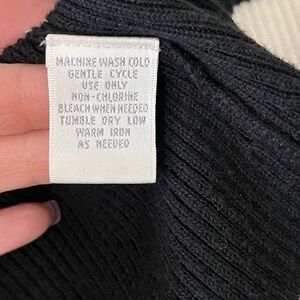 MACHINE WASH COLD
GENTLE CYCLE
USE ONLY
NON-CHLORINE
BLEACH WHEN NEEDED
TUMBLE DRY LOW
WARM IRON
AS NEEDED